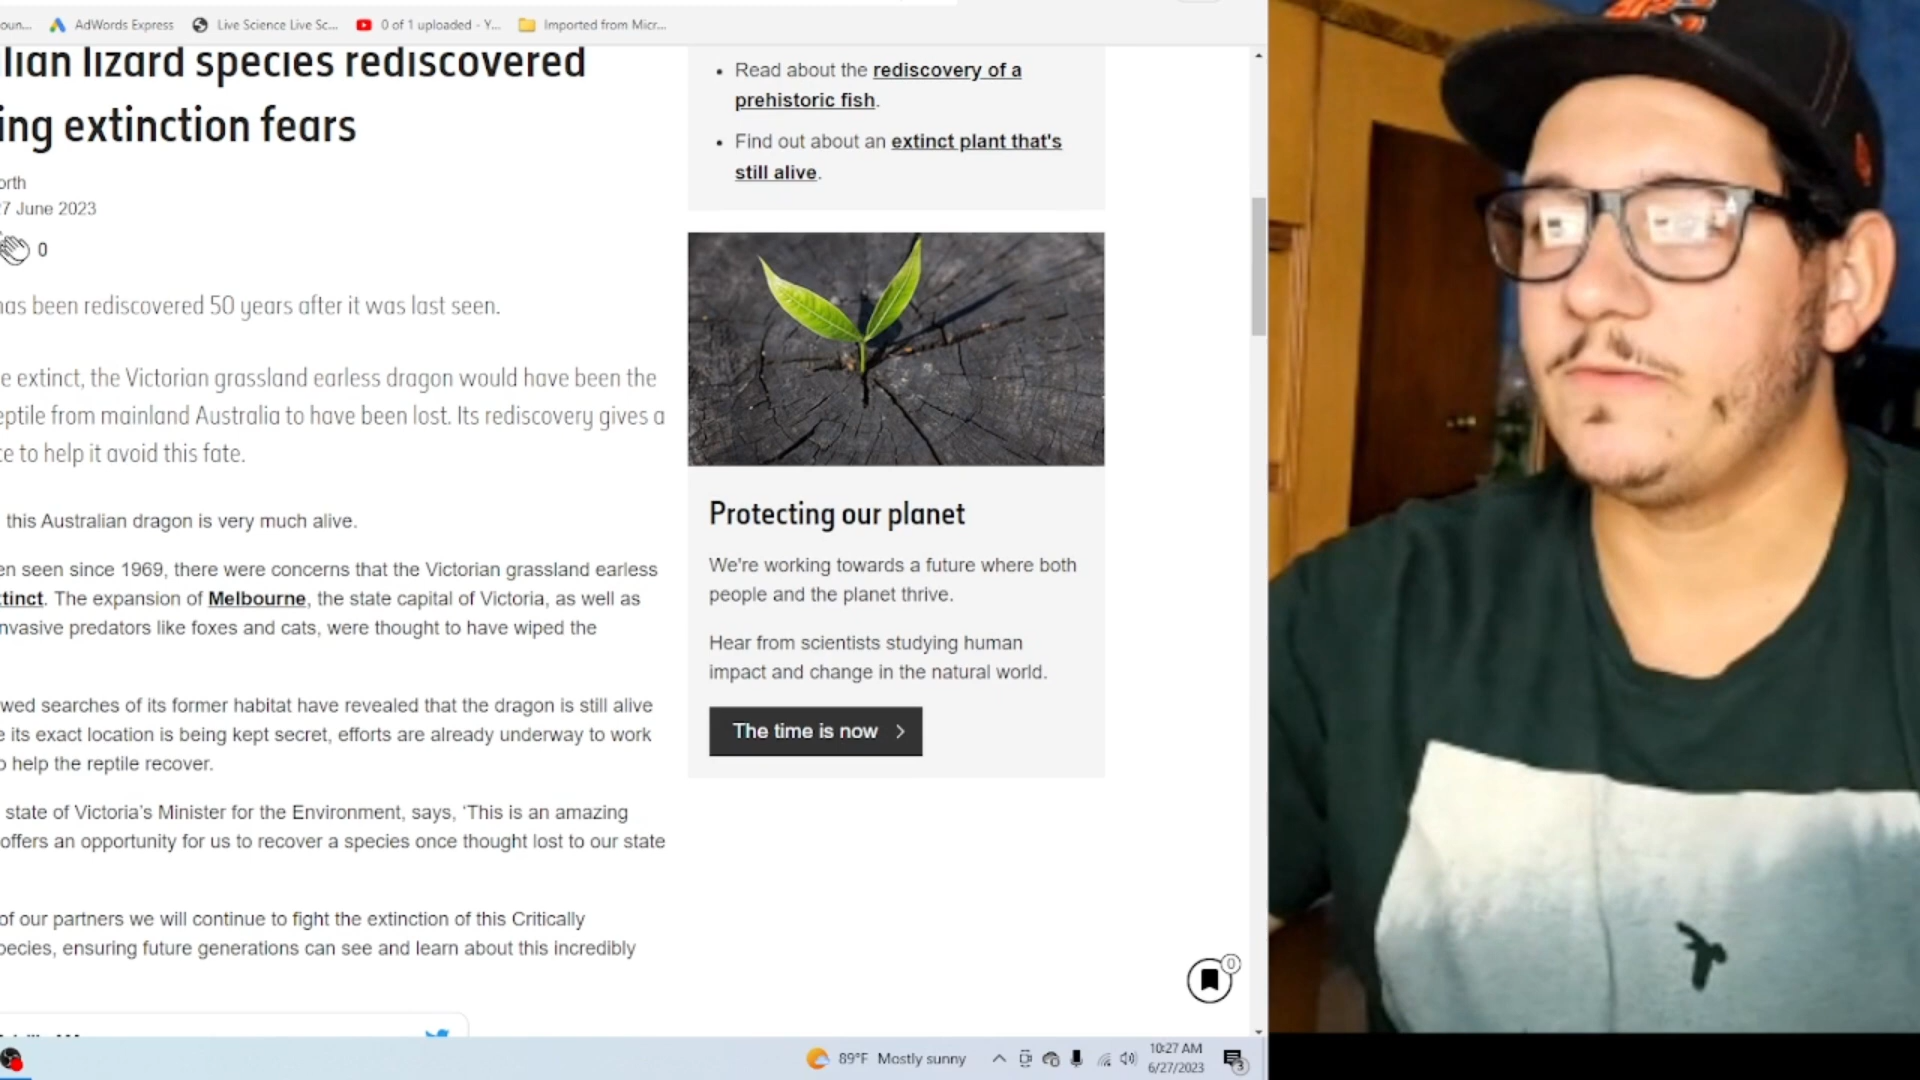 AdWords Express
Live Science Live Sc...
0 of 1 uploaded - Y...
Imported from Micr...
lizard species rediscovered
extinction fears
June 2023
0
has been rediscovered 50 years after it was last seen.
extinct, the Victorian grassland earless dragon would have been the
from mainland Australia to have been lost. Its rediscovery gives a
to help it avoid this fate.
this Australian dragon is very much alive.
seen since 1969, there were concerns that the Victorian grassland earless
. The expansion of Melbourne, the state capital of Victoria, as well as
predators like foxes and cats, were thought to have wiped the
searches of its former habitat have revealed that the dragon is still alive
its exact location is being kept secret, efforts are already underway to work
help the reptile recover.
state of Victoria's Minister for the Environment, says, 'This is an amazing
offers an opportunity for us to recover a species once thought lost to our state
of our partners we will continue to fight the extinction of this Critically
, ensuring future generations can see and learn about this incredibly
• Read about the rediscovery of a
prehistoric fish.
• Find out about an extinct plant that's
still alive.
Protecting our planet
We're working towards a future where both
people and the planet thrive.
Hear from scientists studying human
impact and change in the natural world.
The time is now
0
89°F Mostly sunny
10:27 AM
6/27/2023
3